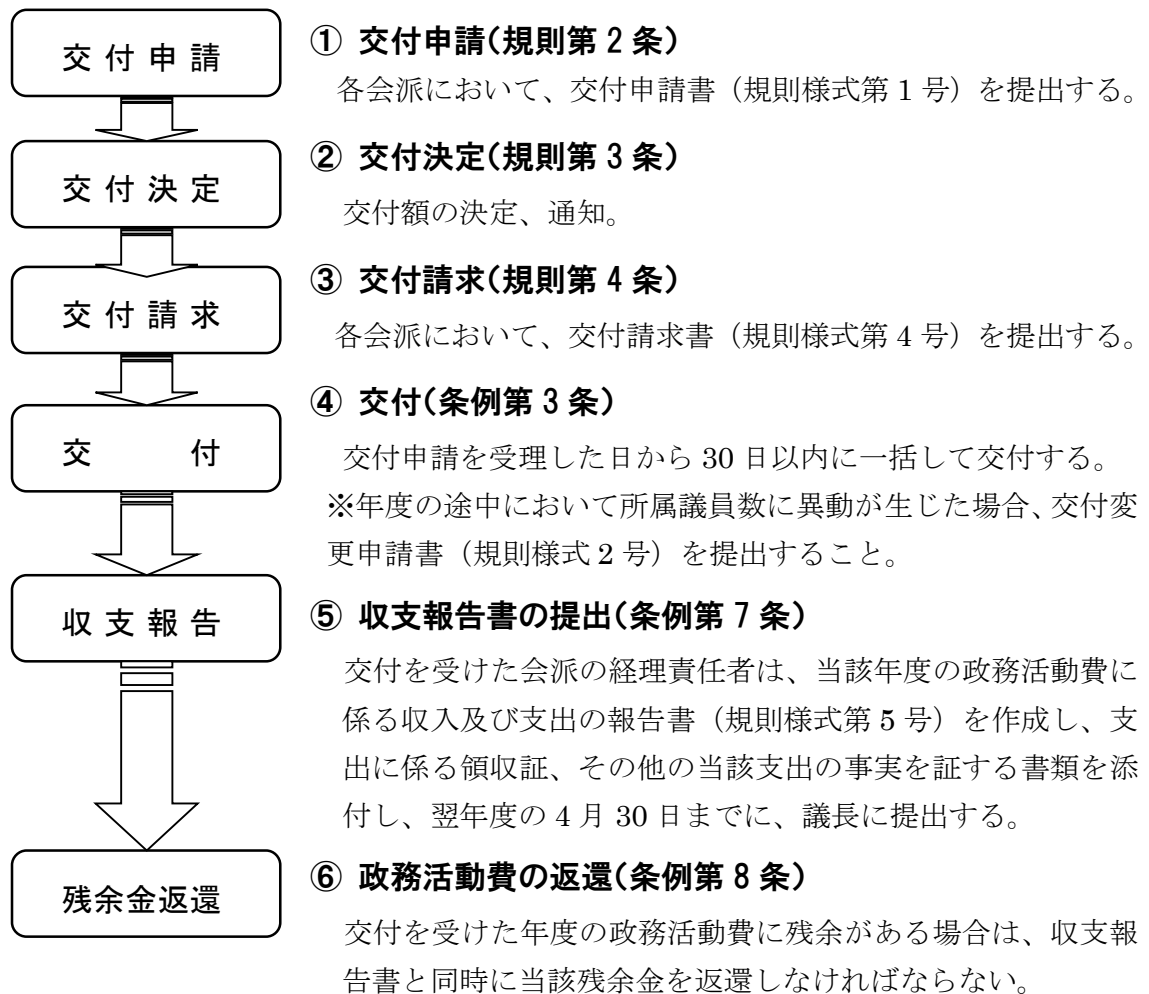 交付申請
① 交付申請(規則第2条)
各会派において、交付申請書（規則様式第1号）を提出する。
交付決定
② 交付決定(規則第3条)
交付額の決定、通知。
交付請求
③ 交付請求(規則第4条)
各会派において、交付請求書（規則様式第4号）を提出する。
交　付
④ 交付(条例第3条)
交付申請を受理した日から30日以内に一括して交付する。
※年度の途中において所属議員数に異動が生じた場合、交付変
更申請書（規則様式2号）を提出すること。
収支報告
⑤ 収支報告書の提出(条例第7条)
交付を受けた会派の経理責任者は、当該年度の政務活動費に
係る収入及び支出の報告書（規則様式第5号）を作成し、支
出に係る領収証、その他の当該支出の事実を証する書類を添
付し、翌年度の4月30日までに、議長に提出する。
残余金返還
⑥ 政務活動費の返還(条例第8条)
交付を受けた年度の政務活動費に残余がある場合は、収支報
告書と同時に当該残余金を返還しなければならない。